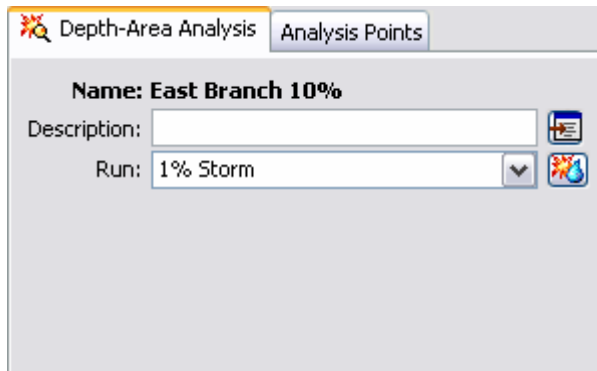 Depth-Area Analysis Analysis Points
Name: East Branch 10%
Description:
Run: 1% Storm